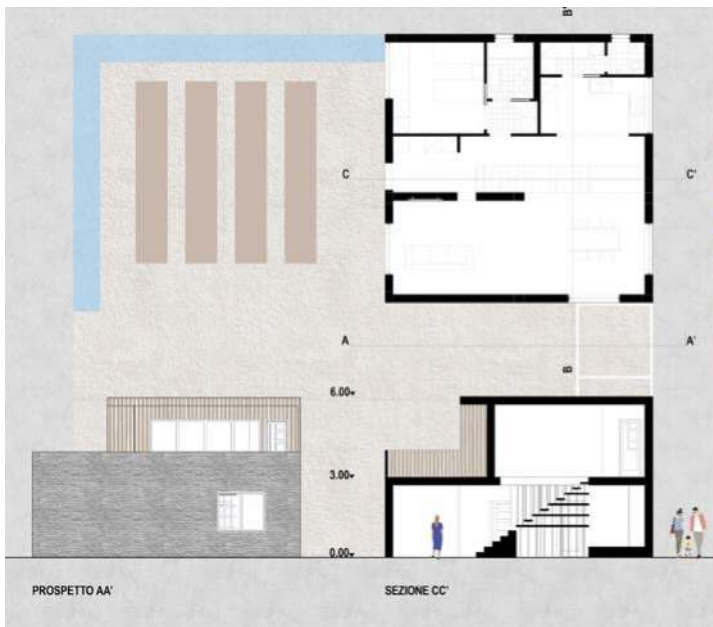 B'
C
C'
A
A'
B
6.00
3.00
0.00
PROSPETTO AA'
SEZIONE CC'